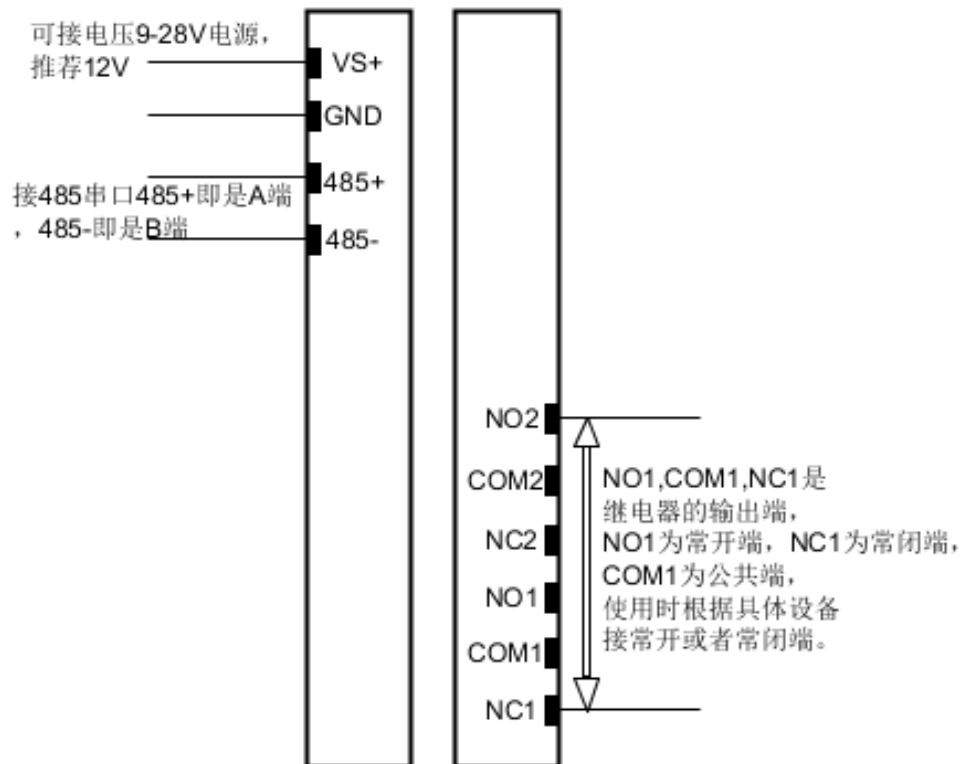 可接电压9-28V电源，
推荐12V
VS+
GND
485+
接485串口485+即是A端
，485-即是B端
485-
NO2
COM2
NC2
NO1
COM1
NC1
NO1,COM1,NC1是
继电器的输出端，
NO1为常开端，NC1为常闭端，
COM1为公共端，
使用时根据具体设备
接常开或者常闭端。